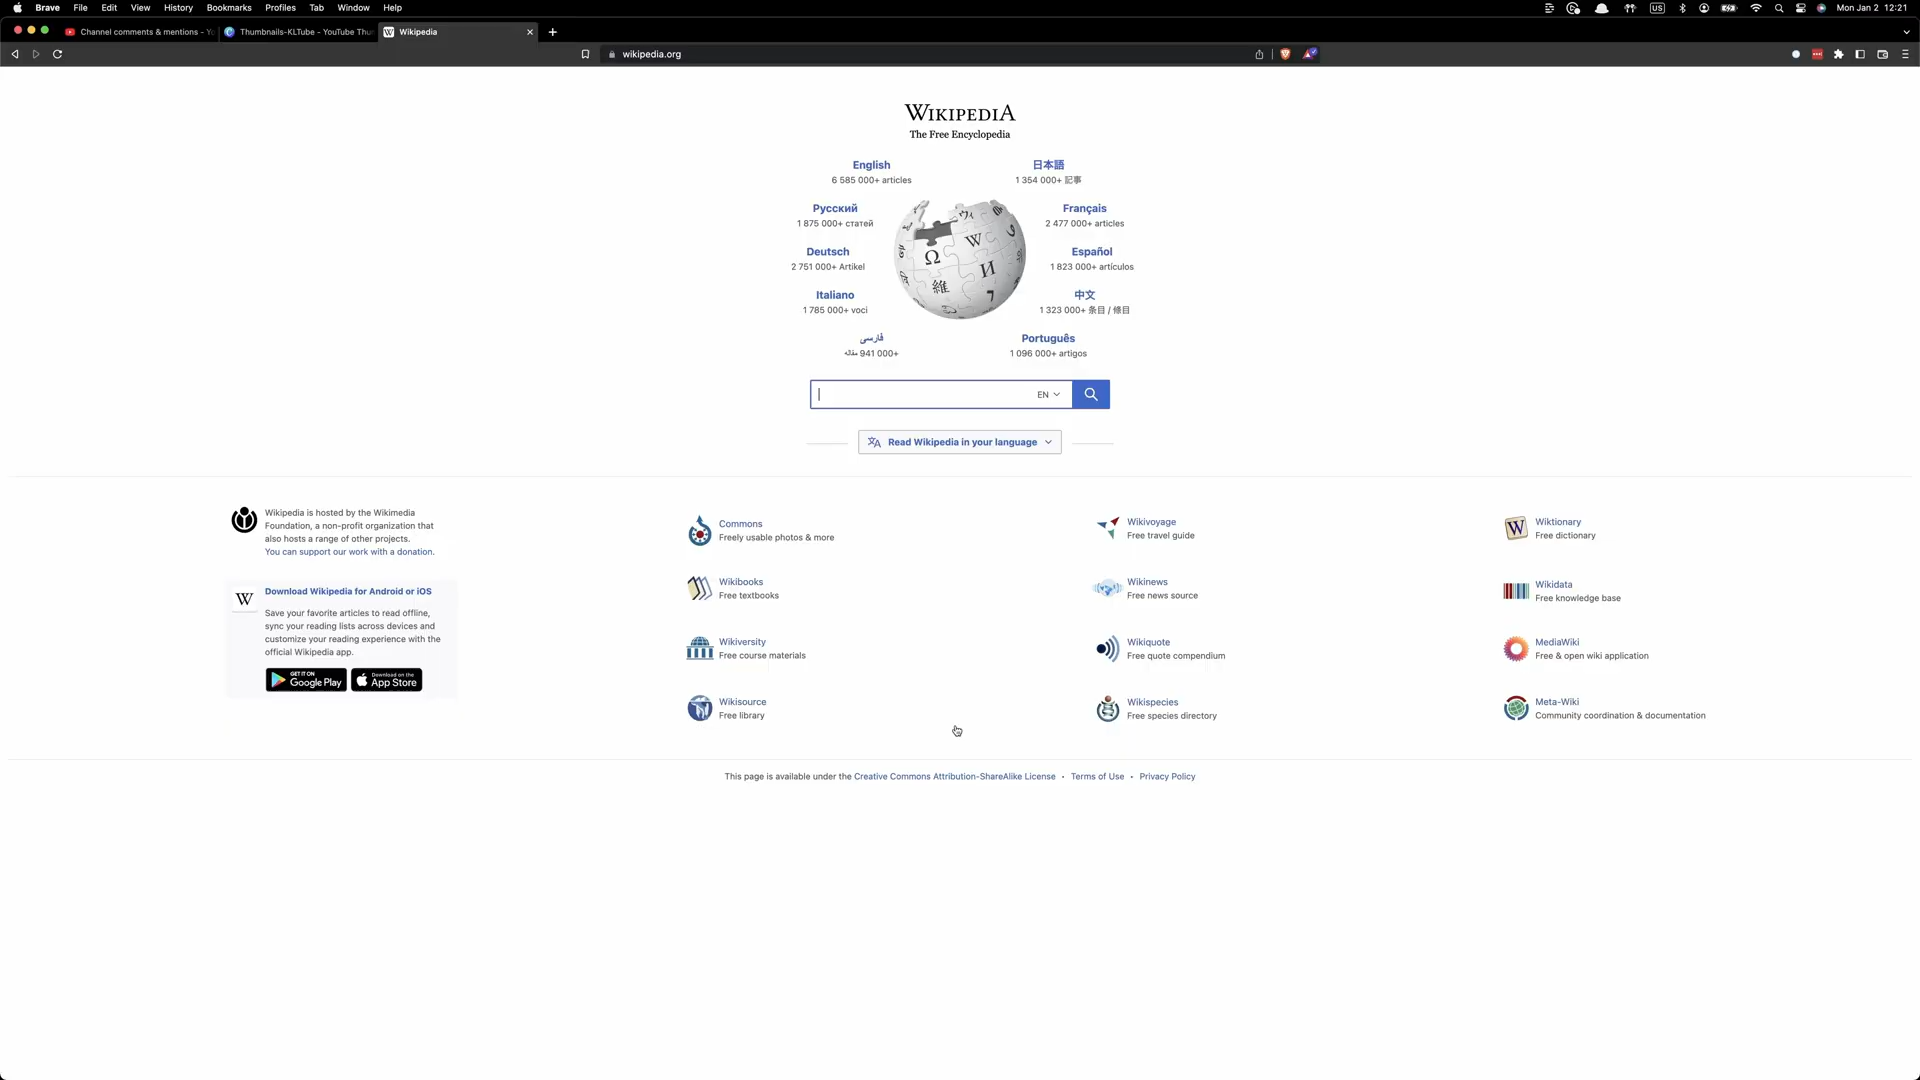 Brave File Edit View History Bookmarks Profiles Tab Window Help US Mon Jan 2 12:21
Channel comments & mentions - Thumbnails-KLTube - YouTube Wikipedia
wikipedia.org
WIKIPEDIA
The Free Encyclopedia
English 日本語
6 585 000+ articles 1 354 000+ 記事
Русский Français
1 875 000+ статей 2 477 000+ articles
Deutsch Español
2 751 000+ Artikel 1 823 000+ artículos
Italiano 中文
1 785 000+ voci 1 323 000+ 条目 / 條目
فارسی Português
۹41 000+ مقاله 1 096 000+ artigos
EN
Read Wikipedia in your language
Wikipedia is hosted by the Wikimedia
Foundation, a non-profit organization that
also hosts a range of other projects.
You can support our work with a donation.
Download Wikipedia for Android or iOS
Save your favorite articles to read offline,
sync your reading lists across devices and
customize your reading experience with the
official Wikipedia app.
GET IT ON Google Play Download on the App Store
Commons
Freely usable photos & more
Wikivoyage
Free travel guide
Wiktionary
Free dictionary
Wikibooks
Free textbooks
Wikinews
Free news source
Wikidata
Free knowledge base
Wikiversity
Free course materials
Wikiquote
Free quote compendium
MediaWiki
Free & open wiki application
Wikisource
Free library
Wikispecies
Free species directory
Meta-Wiki
Community coordination & documentation
This page is available under the Creative Commons Attribution-ShareAlike License • Terms of Use • Privacy Policy